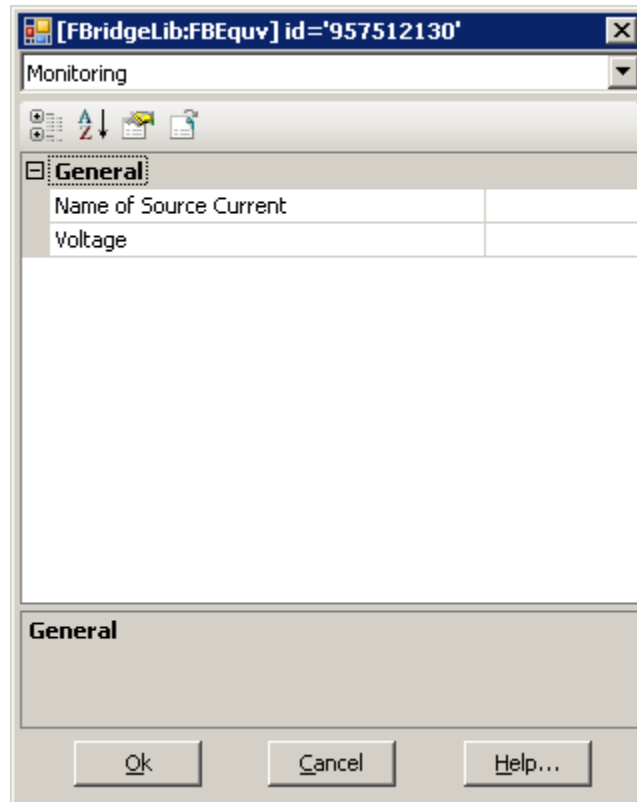 [FBridgeLib:FBEquv] id='957512130'
Monitoring
General
Name of Source Current
Voltage
General
Ok
Cancel
Help...